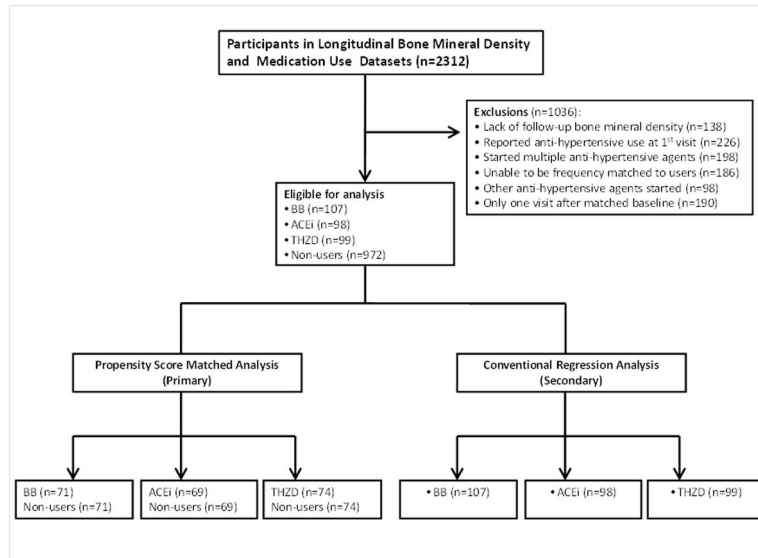 Participants in Longitudinal Bone Mineral Density
and Medication Use Datasets (n=2312)
Exclusions (n=1036):
• Lack of follow-up bone mineral density (n=138)
• Reported anti-hypertensive use at 1st visit (n=226)
• Started multiple anti-hypertensive agents (n=198)
• Unable to be frequency matched to users (n=186)
• Other anti-hypertensive agents started (n=98)
• Only one visit after matched baseline (n=190)
Eligible for analysis
• BB (n=107)
• ACEi (n=98)
• THZD (n=99)
• Non-users (n=972)
Propensity Score Matched Analysis
(Primary)
Conventional Regression Analysis
(Secondary)
BB (n=71)
Non-users (n=71)
ACEi (n=69)
Non-users (n=69)
THZD (n=74)
Non-users (n=74)
• BB (n=107)
• ACEi (n=98)
• THZD (n=99)